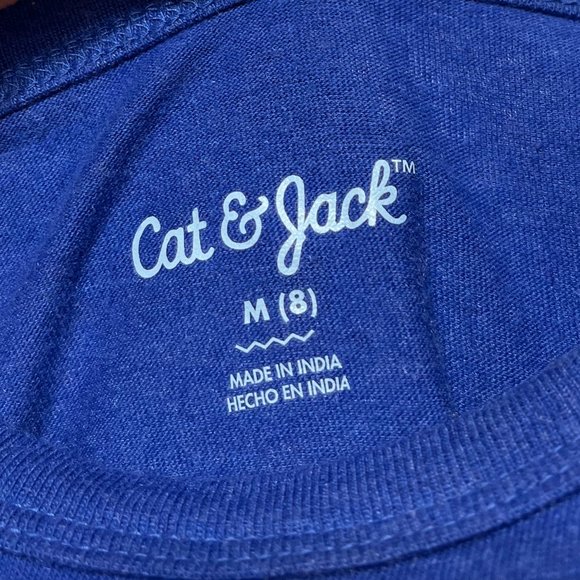 Cat & Jack™
M (8)
MADE IN INDIA
HECHO EN INDIA